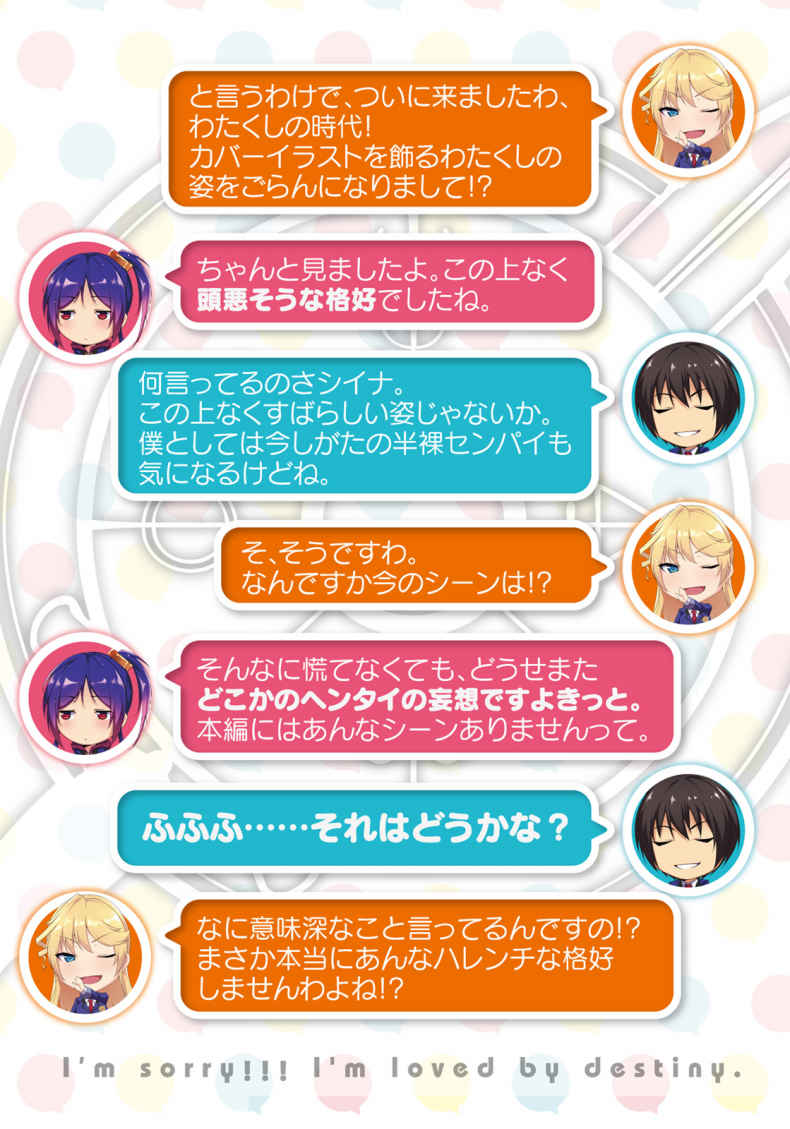 と言うわけで、ついに来ましたわ、
わたくしの時代!
カバーイラストを飾るわたくしの
姿をごらんになりまして!?
ちゃんと見ましたよ。この上なく
頭悪そうな格好でしたね。
何言ってるのさシイナ。
この上なくすばらしい姿じゃないか。
僕としては今しがたの半裸センパイも
気になるけどね。
そ、そうですわ。
なんですか今のシーンは!?
そんなに慌てなくても、どうせまた
どこかのヘンタイの妄想ですよきっと。
本編にはあんなシーンありませんって。
ふふふ……それはどうかな?
なに意味深なこと言ってるんですの!?
まさか本当にあんなハレンチな格好
しませんわよね!?
I'm sorry!!! I'm loved by destiny.